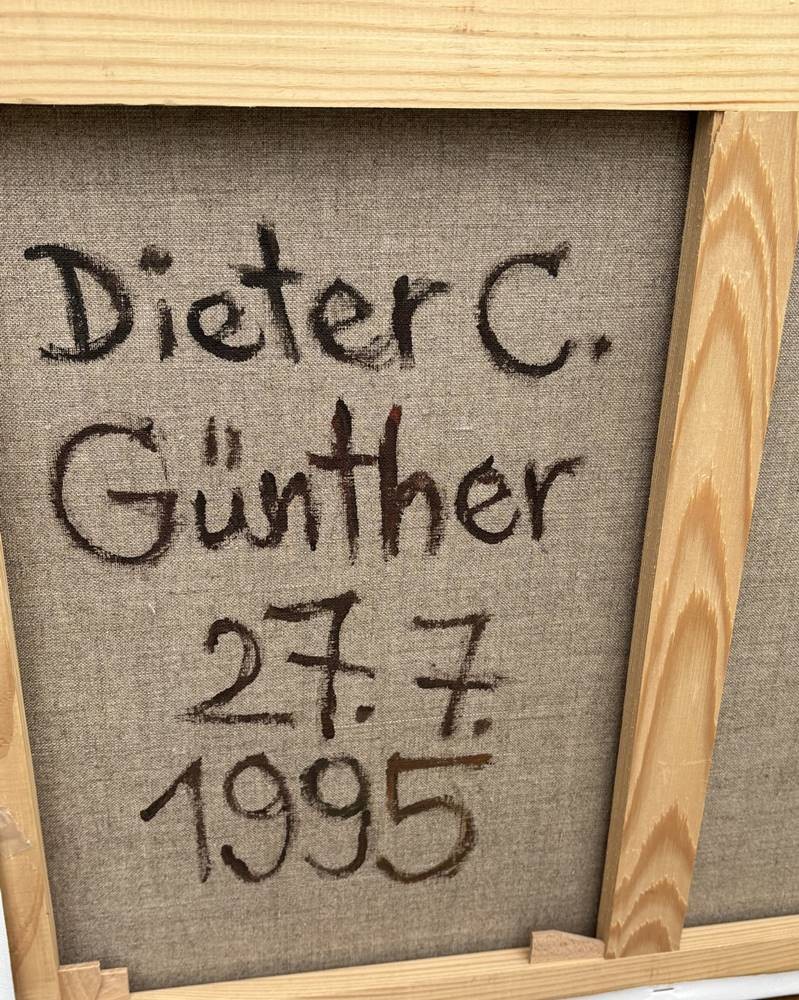 Dieter C.
Günther
27. 7.
1995